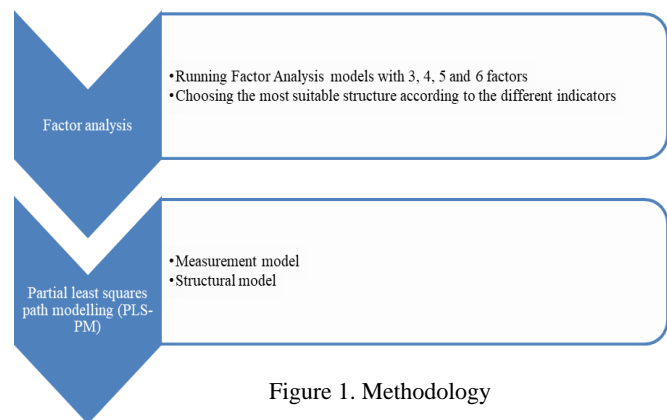 Factor analysis
•Running Factor Analysis models with 3, 4, 5 and 6 factors
•Choosing the most suitable structure according to the different indicators
Partial least squares
path modelling (PLS-
PM)
•Measurement model
•Structural model
Figure 1. Methodology